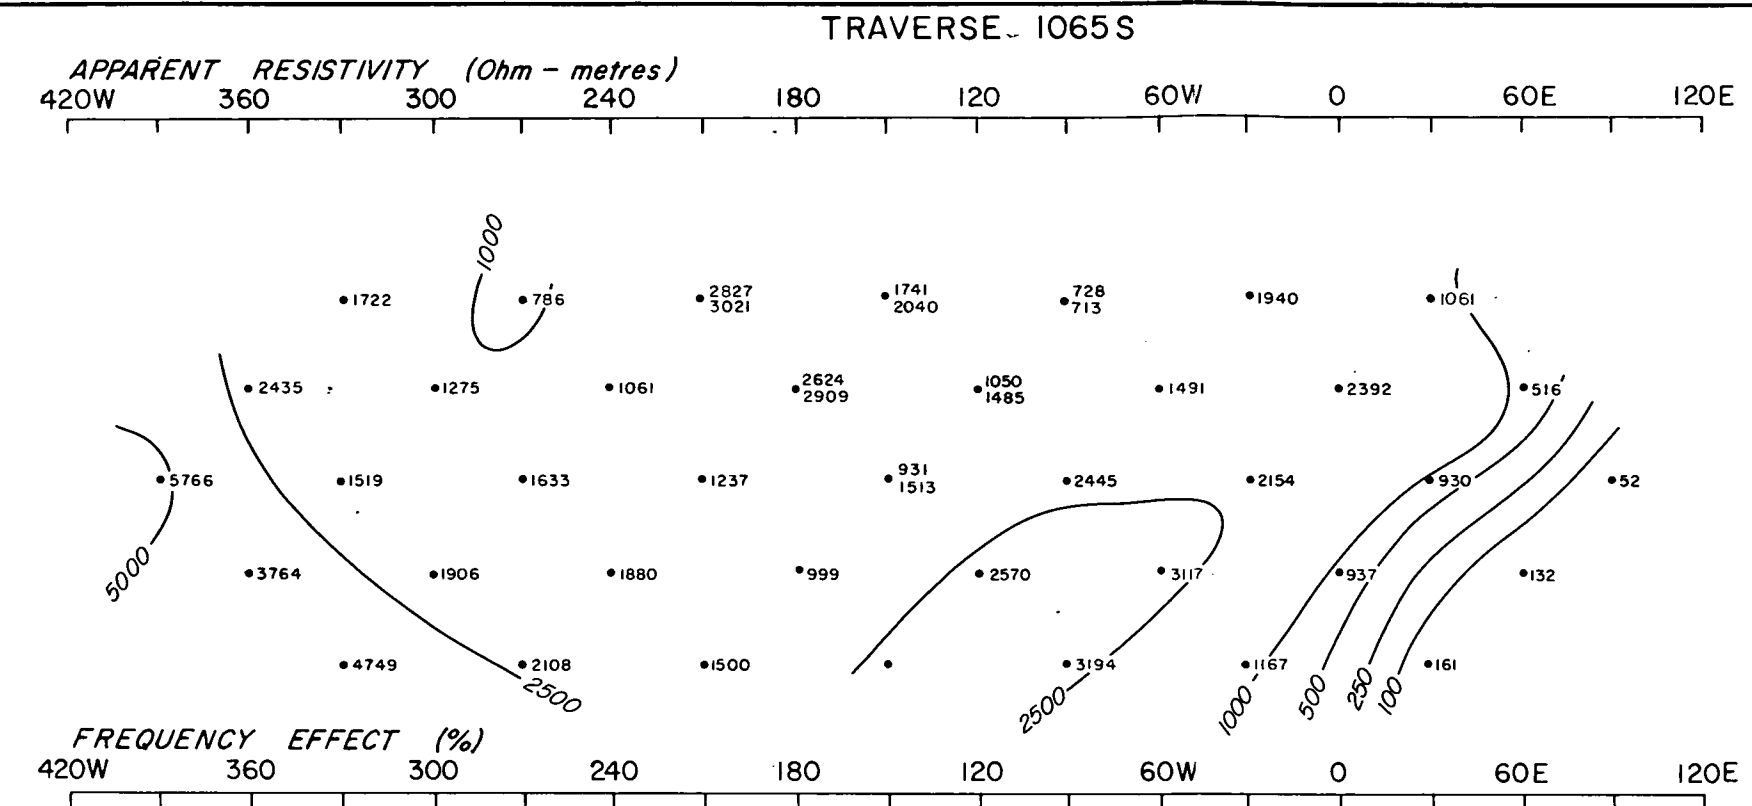 TRAVERSE 1065S
APPARENT RESISTIVITY (Ohm - metres)
420W 360 300 240 180 120 60W 0 60E 120E
1000
1722 786 2827 1741 728 1940 1061
3021 2040 713
2435 1275 1061 2624 1050 1491 2392 516
2909 1485
5766 1519 1633 1237 931 2445 2154 930 52
1513
5000
3764 1906 1880 999 2570 3117 937 132
4749 2108 1500 3194 1167 161
2500 2500 1000 500 250 100
FREQUENCY EFFECT (%)
420W 360 300 240 180 120 60W 0 60E 120E